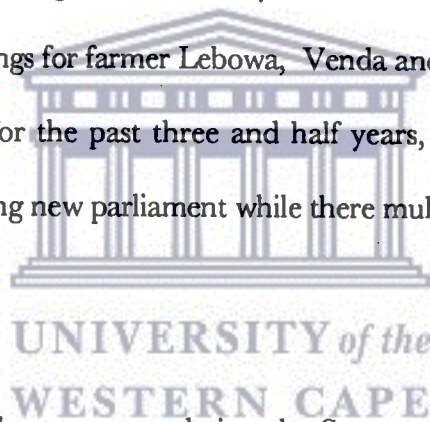 ngs for farmer Lebowa, Venda and
or the past three and half years,
ng new parliament while there mul
UNIVERSITY of the
WESTERN CAPE